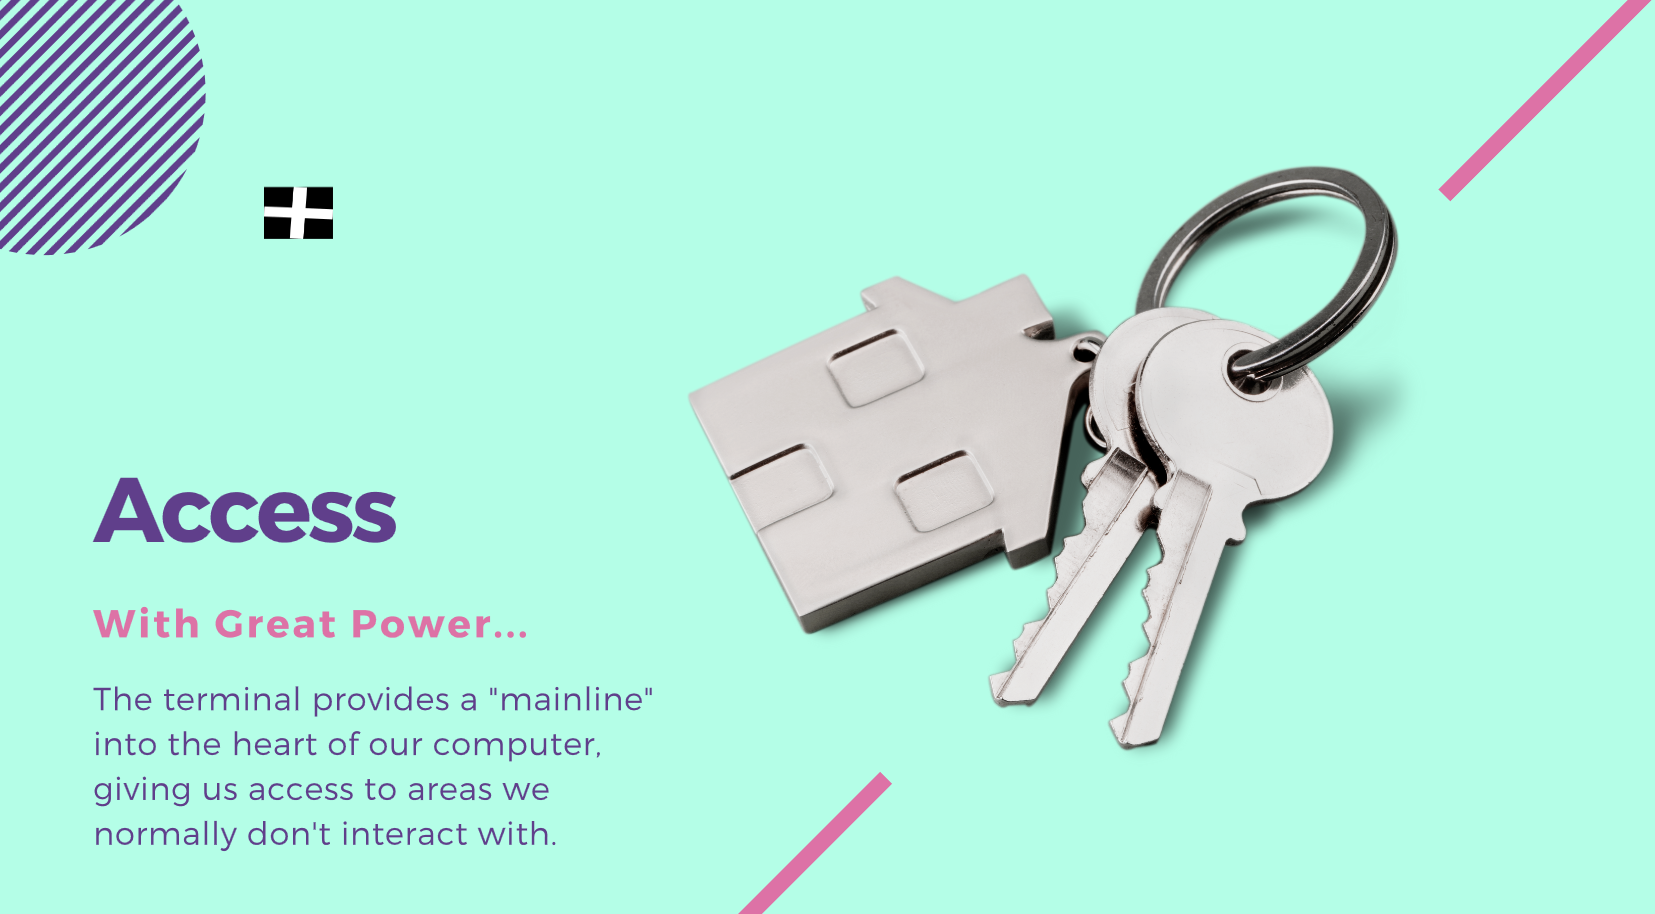 Access
With Great Power...
The terminal provides a "mainline"
into the heart of our computer,
giving us access to areas we
normally don't interact with.